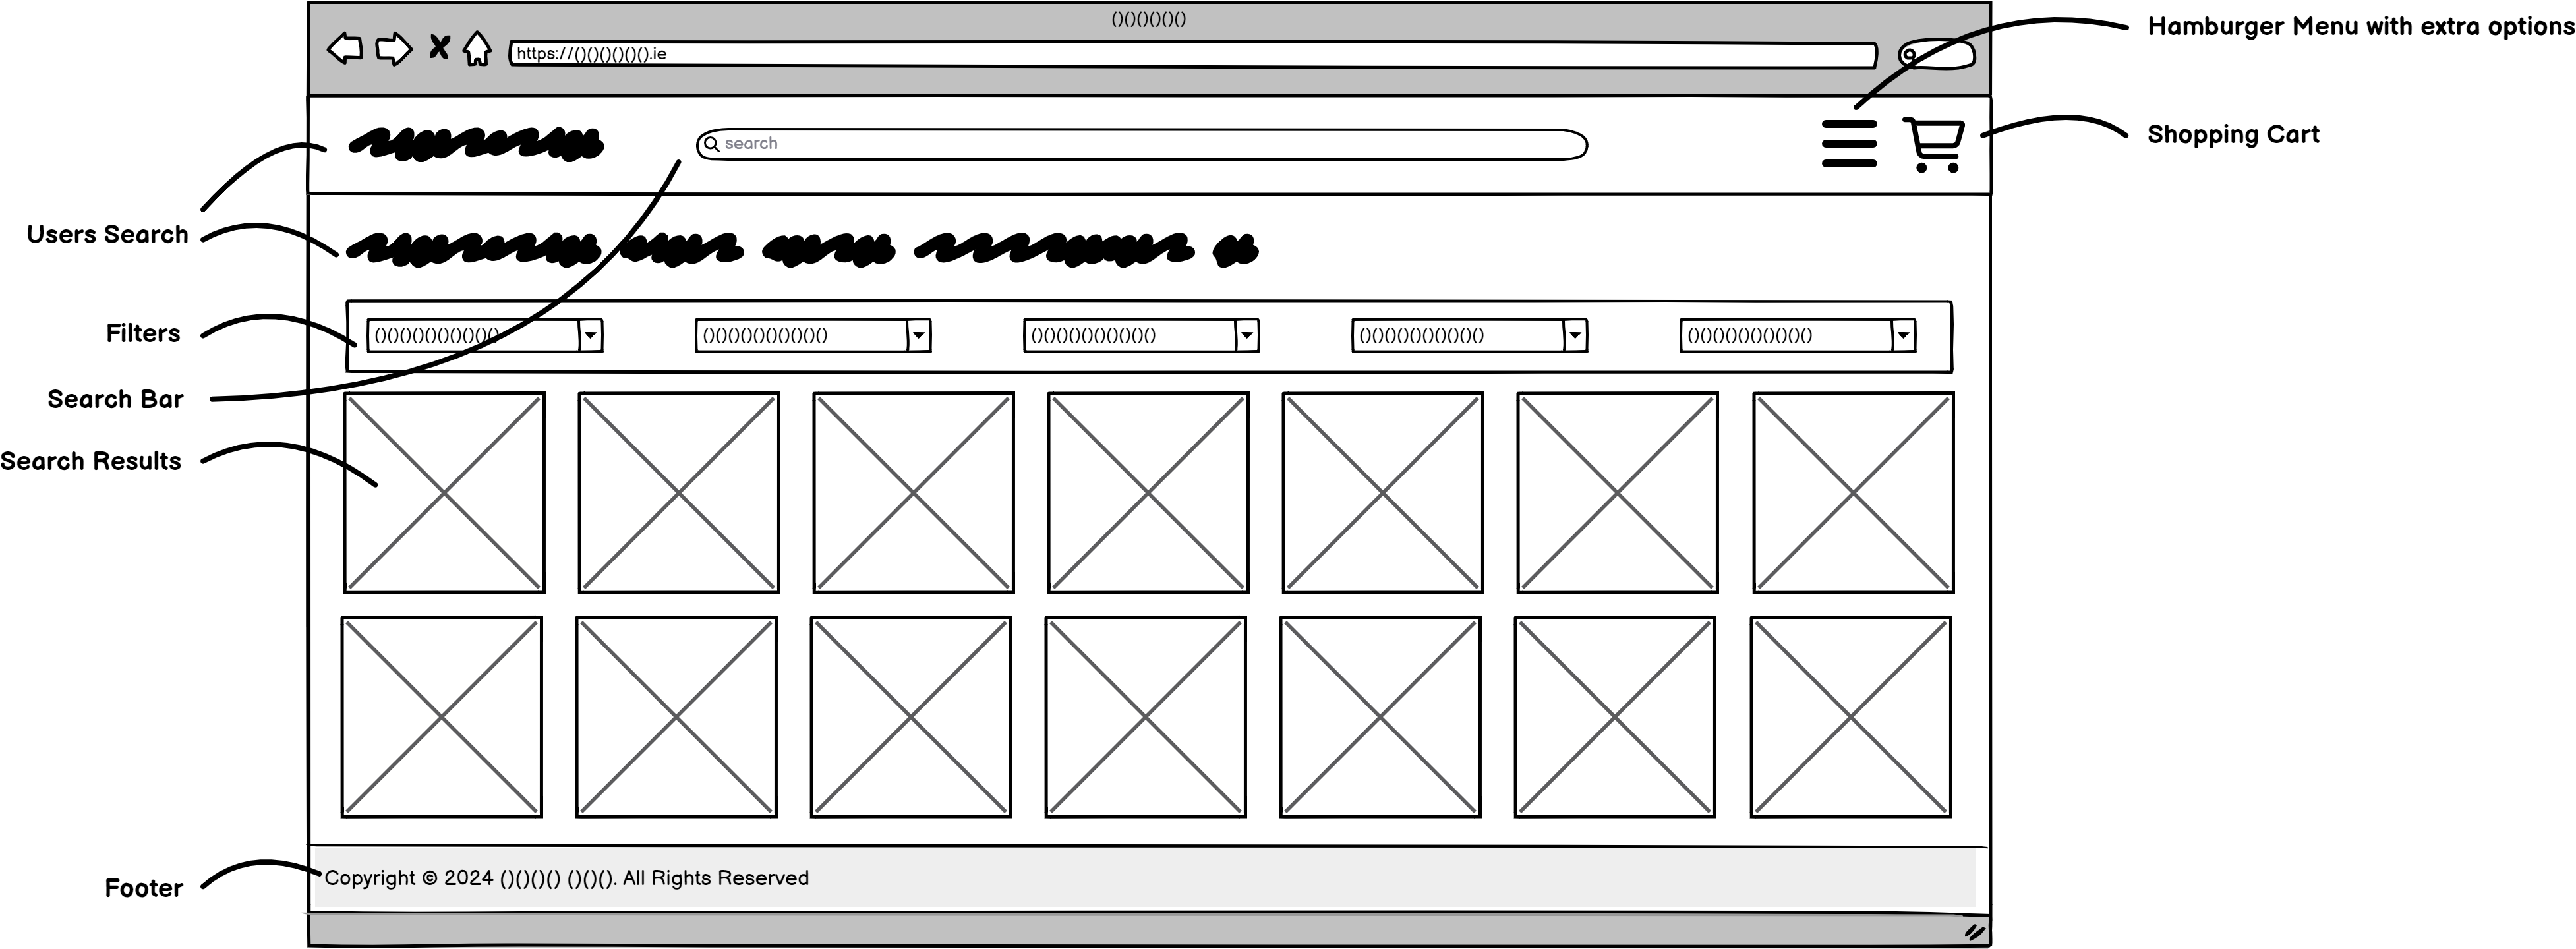 ()()()()()()
https://()()()()()().ie
Hamburger Menu with extra options
search
Shopping Cart
Users Search
Filters
()()()()()()()()()()
()()()()()()()()()()
()()()()()()()()()()
()()()()()()()()()()
()()()()()()()()()()
Search Bar
Search Results
Footer
Copyright © 2024 ()()()() ()()(). All Rights Reserved